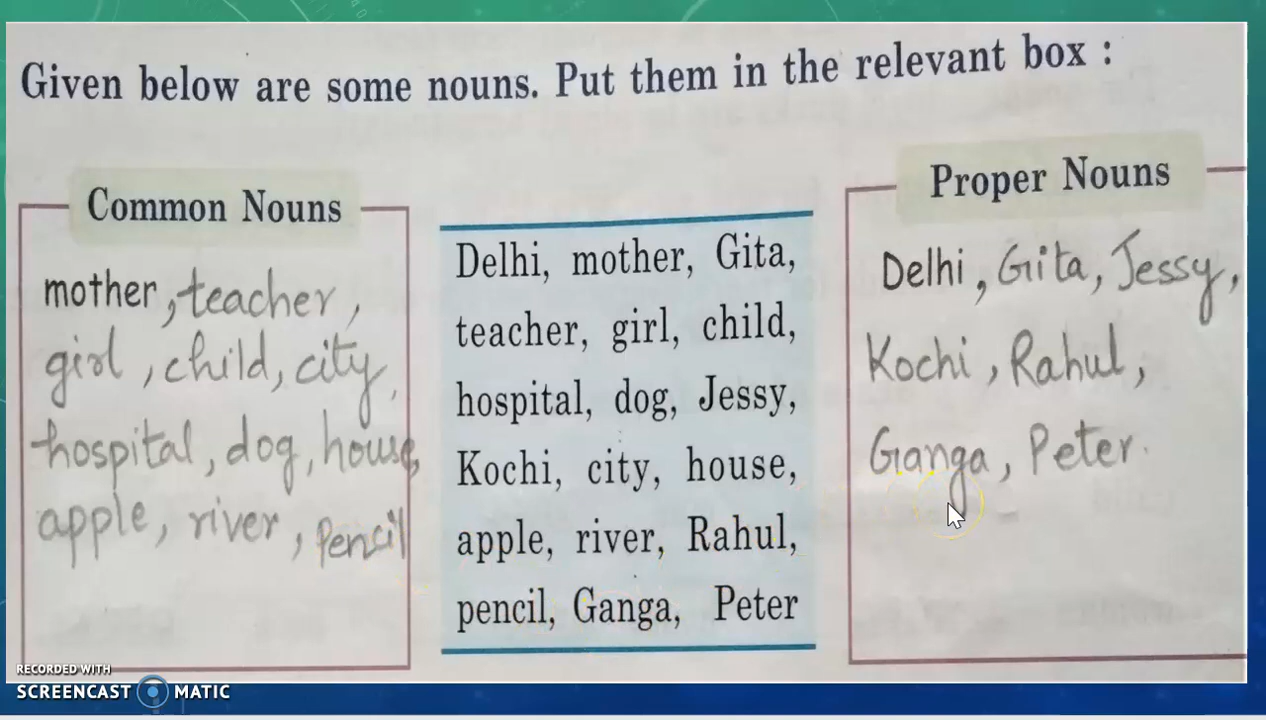 Given below are some nouns. Put them in the relevant box :
Common Nouns
mother, teacher,
girl, child, city,
hospital, dog, house,
apple, river, pencil
Delhi, mother, Gita,
teacher, girl, child,
hospital, dog, Jessy,
Kochi, city, house,
apple, river, Rahul,
pencil, Ganga, Peter
Proper Nouns
Delhi, Gita, Jessy,
Kochi, Rahul,
Ganga, Peter.
RECORDED WITH
SCREENCAST MATIC